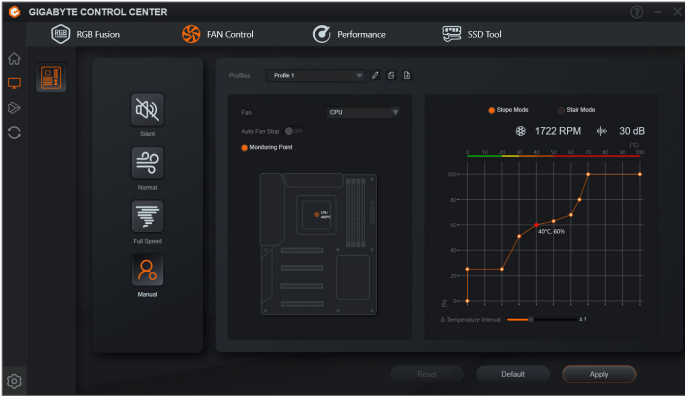 GIGABYTE CONTROL CENTER
RGB Fusion
FAN Control
Performance
SSD Tool
Silent
Normal
Full Speed
Manual
Profiles
Profile 1
Fan
CPU
Auto Fan Stop
OFF
Monitoring Point
CPU
Slope Mode
Stair Mode
1722 RPM
30 dB
[°C]
0 10 20 30 40 50 60 70 80 90 100
100
80
60
40°C, 60%
40
20
0
[%]
Δ-Temperature Interval
± 1
Reset
Default
Apply